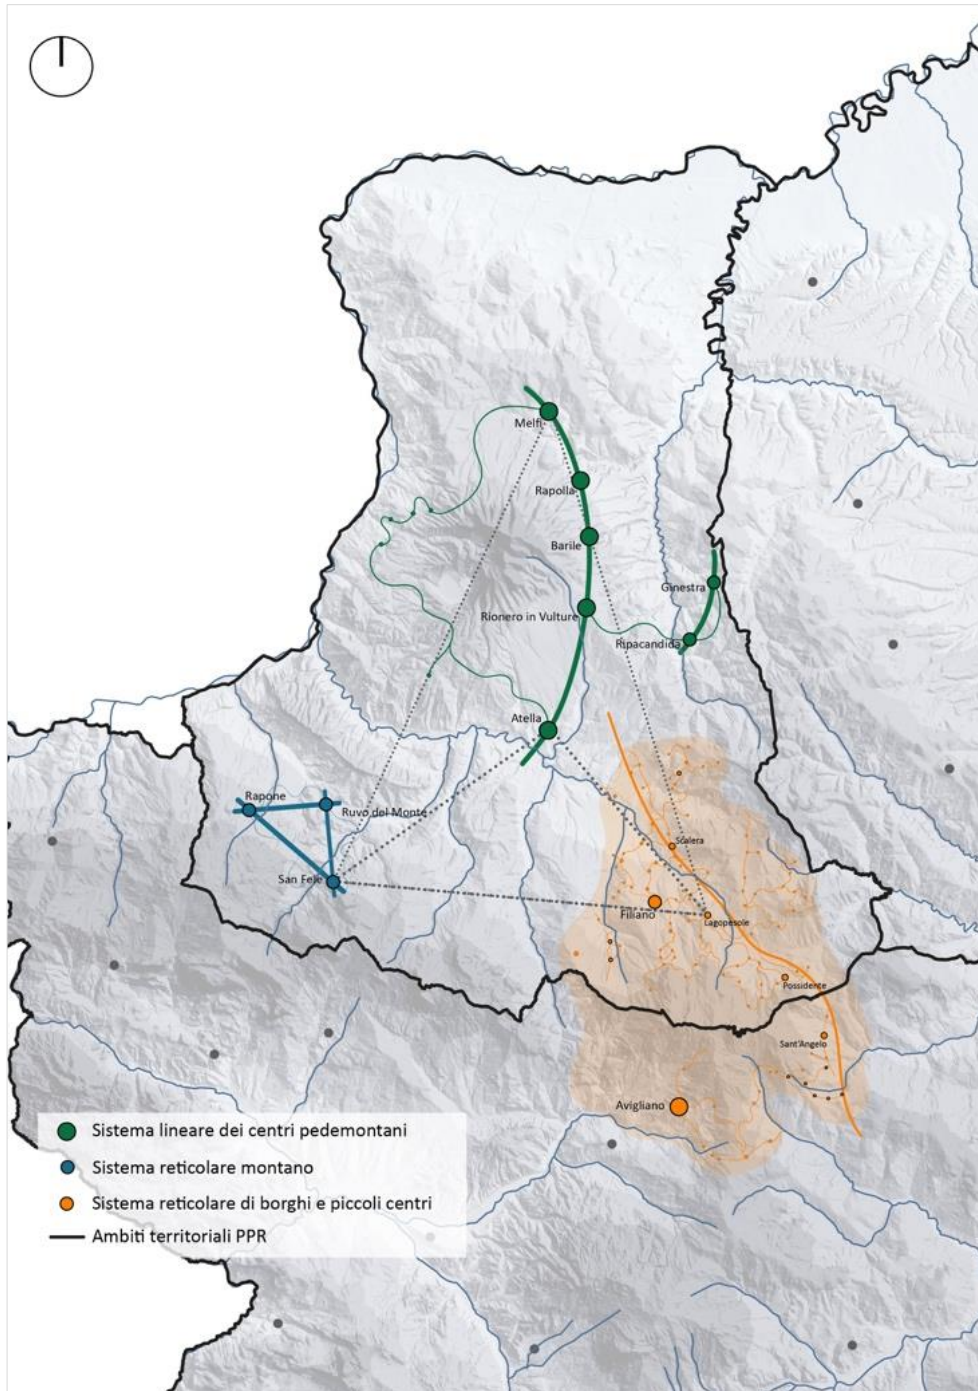 Melfi
Rapolla
Barile
Ginestra
Rionero in Vulture
Ripacandida
Atella
Rapone
Ruvo del Monte
Scalera
San Fele
Filiano
Lagopesole
Possidente
Sant'Angelo
Avigliano
Sistema lineare dei centri pedemontani
Sistema reticolare montano
Sistema reticolare di borghi e piccoli centri
Ambiti territoriali PPR